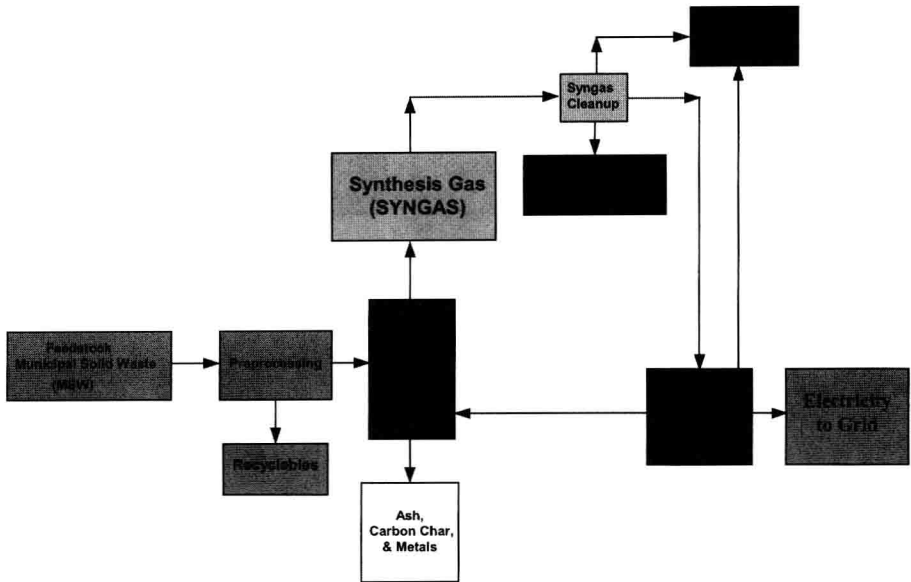 Syngas
Cleanup
Synthesis Gas
(SYNGAS)
Feedstock
Municipal Solid Waste
(MSW)
Preprocessing
Recyclables
Electricity
to Grid
Ash,
Carbon Char,
& Metals